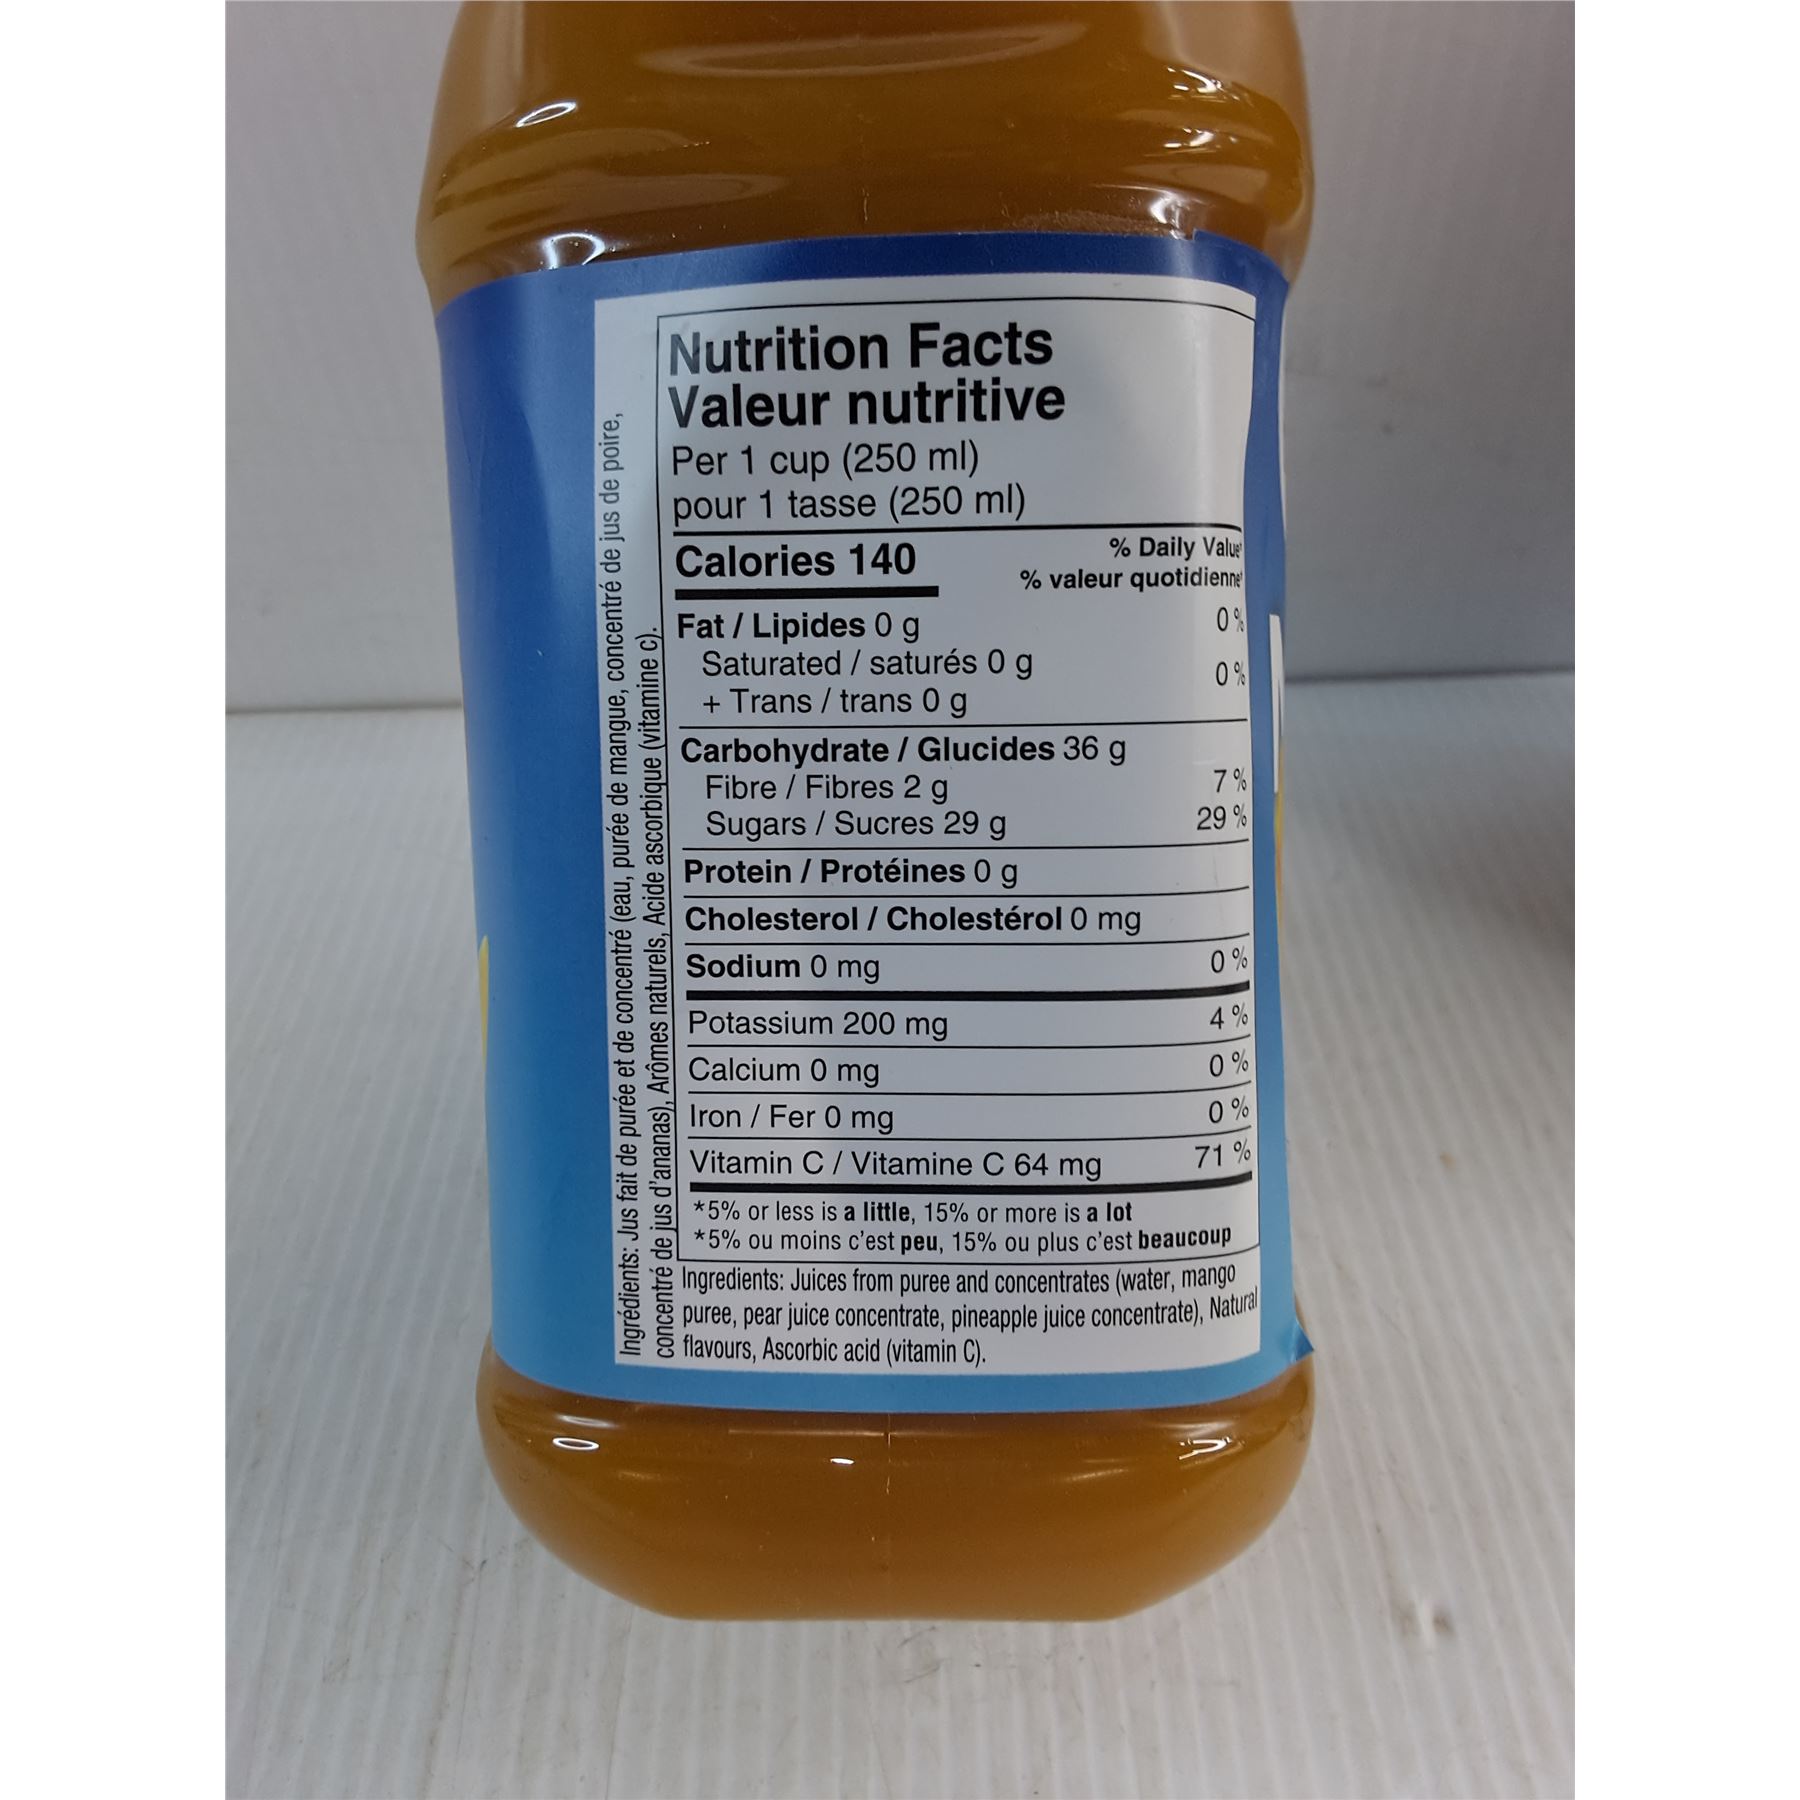 Nutrition Facts
Valeur nutritive
Per 1 cup (250 ml)
pour 1 tasse (250 ml)
Calories 140
% Daily Value*
% valeur quotidienne*
Fat / Lipides 0 g 0 %
Saturated / saturés 0 g
+ Trans / trans 0 g 0 %
Carbohydrate / Glucides 36 g
Fibre / Fibres 2 g 7 %
Sugars / Sucres 29 g 29 %
Protein / Protéines 0 g
Cholesterol / Cholestérol 0 mg
Sodium 0 mg 0 %
Potassium 200 mg 4 %
Calcium 0 mg 0 %
Iron / Fer 0 mg 0 %
Vitamin C / Vitamine C 64 mg 71 %
*5% or less is a little, 15% or more is a lot
*5% ou moins c'est peu, 15% ou plus c'est beaucoup
Ingredients: Juices from puree and concentrates (water, mango
puree, pear juice concentrate, pineapple juice concentrate), Natural
flavours, Ascorbic acid (vitamin C).
Ingrédients: Jus fait de purée et de concentré (eau, purée de mangue, concentré de jus de poire,
concentré de jus d'ananas), Arômes naturels, Acide ascorbique (vitamine c).